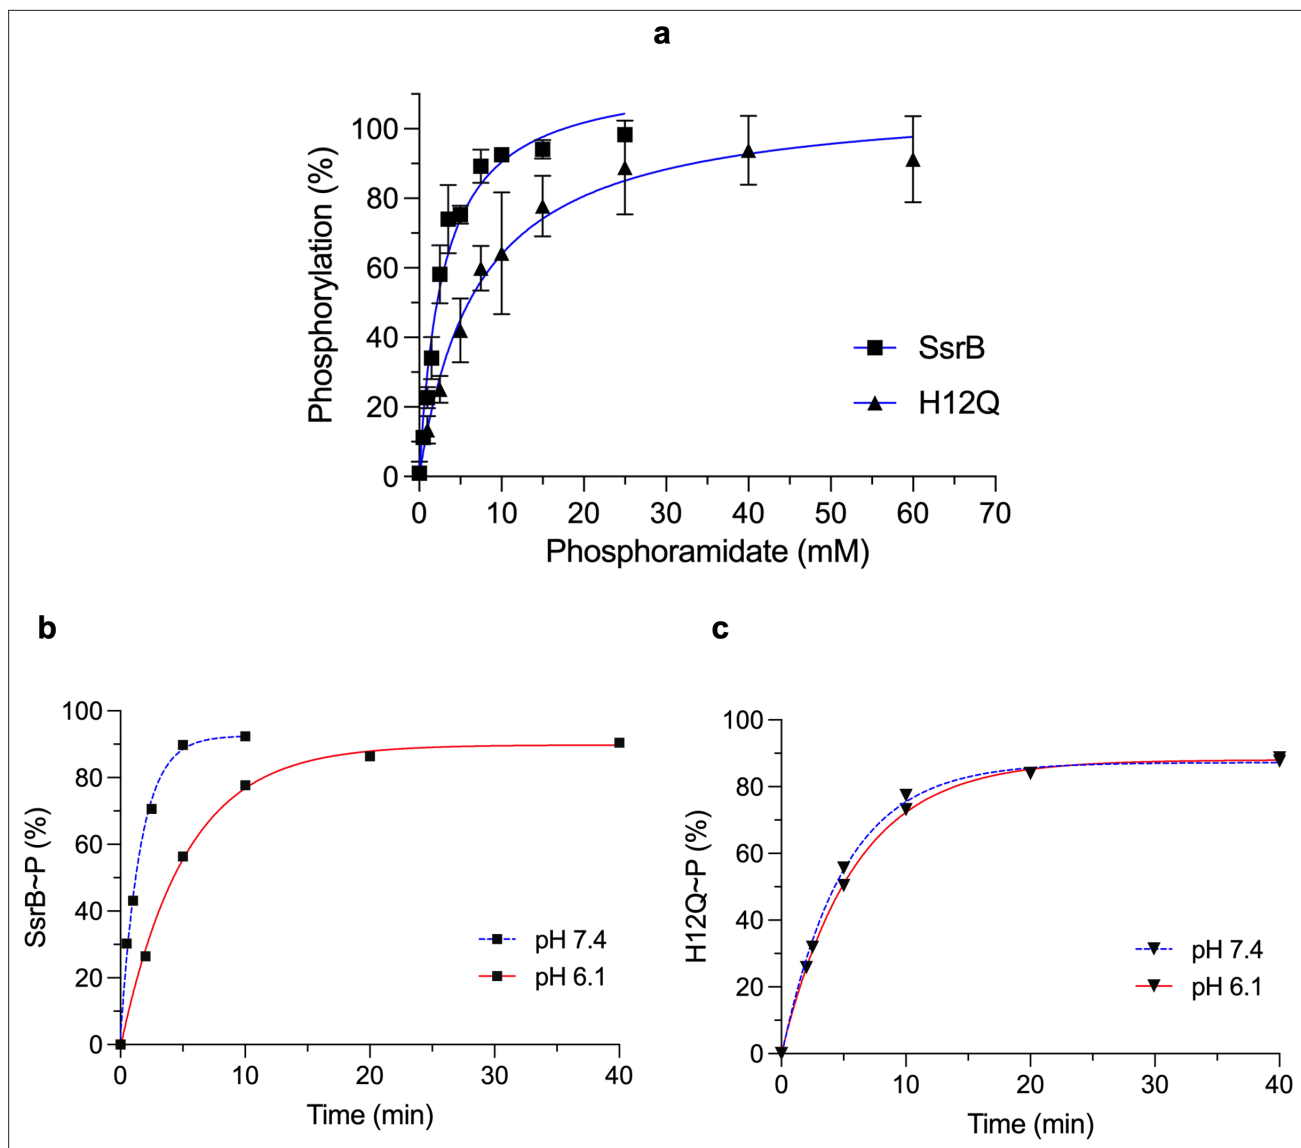 a
Phosphorylation (%)
100
80
60
40
20
0
0 10 20 30 40 50 60 70
Phosphoramidate (mM)
SsrB
H12Q
b
SsrB~P (%)
100
80
60
40
20
0
0 10 20 30 40
Time (min)
pH 7.4
pH 6.1
c
H12Q~P (%)
100
80
60
40
20
0
0 10 20 30 40
Time (min)
pH 7.4
pH 6.1